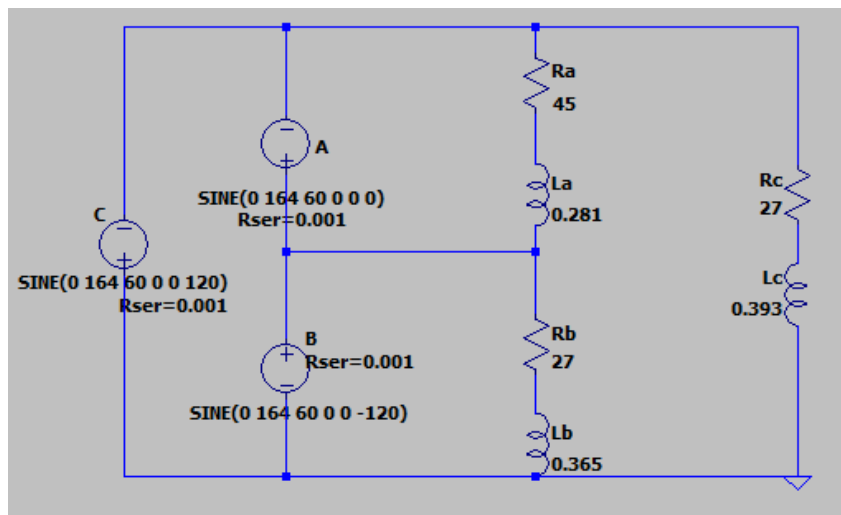 Ra
45
A
La
0.281
SINE(0 164 60 0 0 0)
Rser=0.001
Rc
27
C
SINE(0 164 60 0 0 120)
Rser=0.001
Lc
0.393
B
Rser=0.001
Rb
27
SINE(0 164 60 0 0 -120)
Lb
0.365